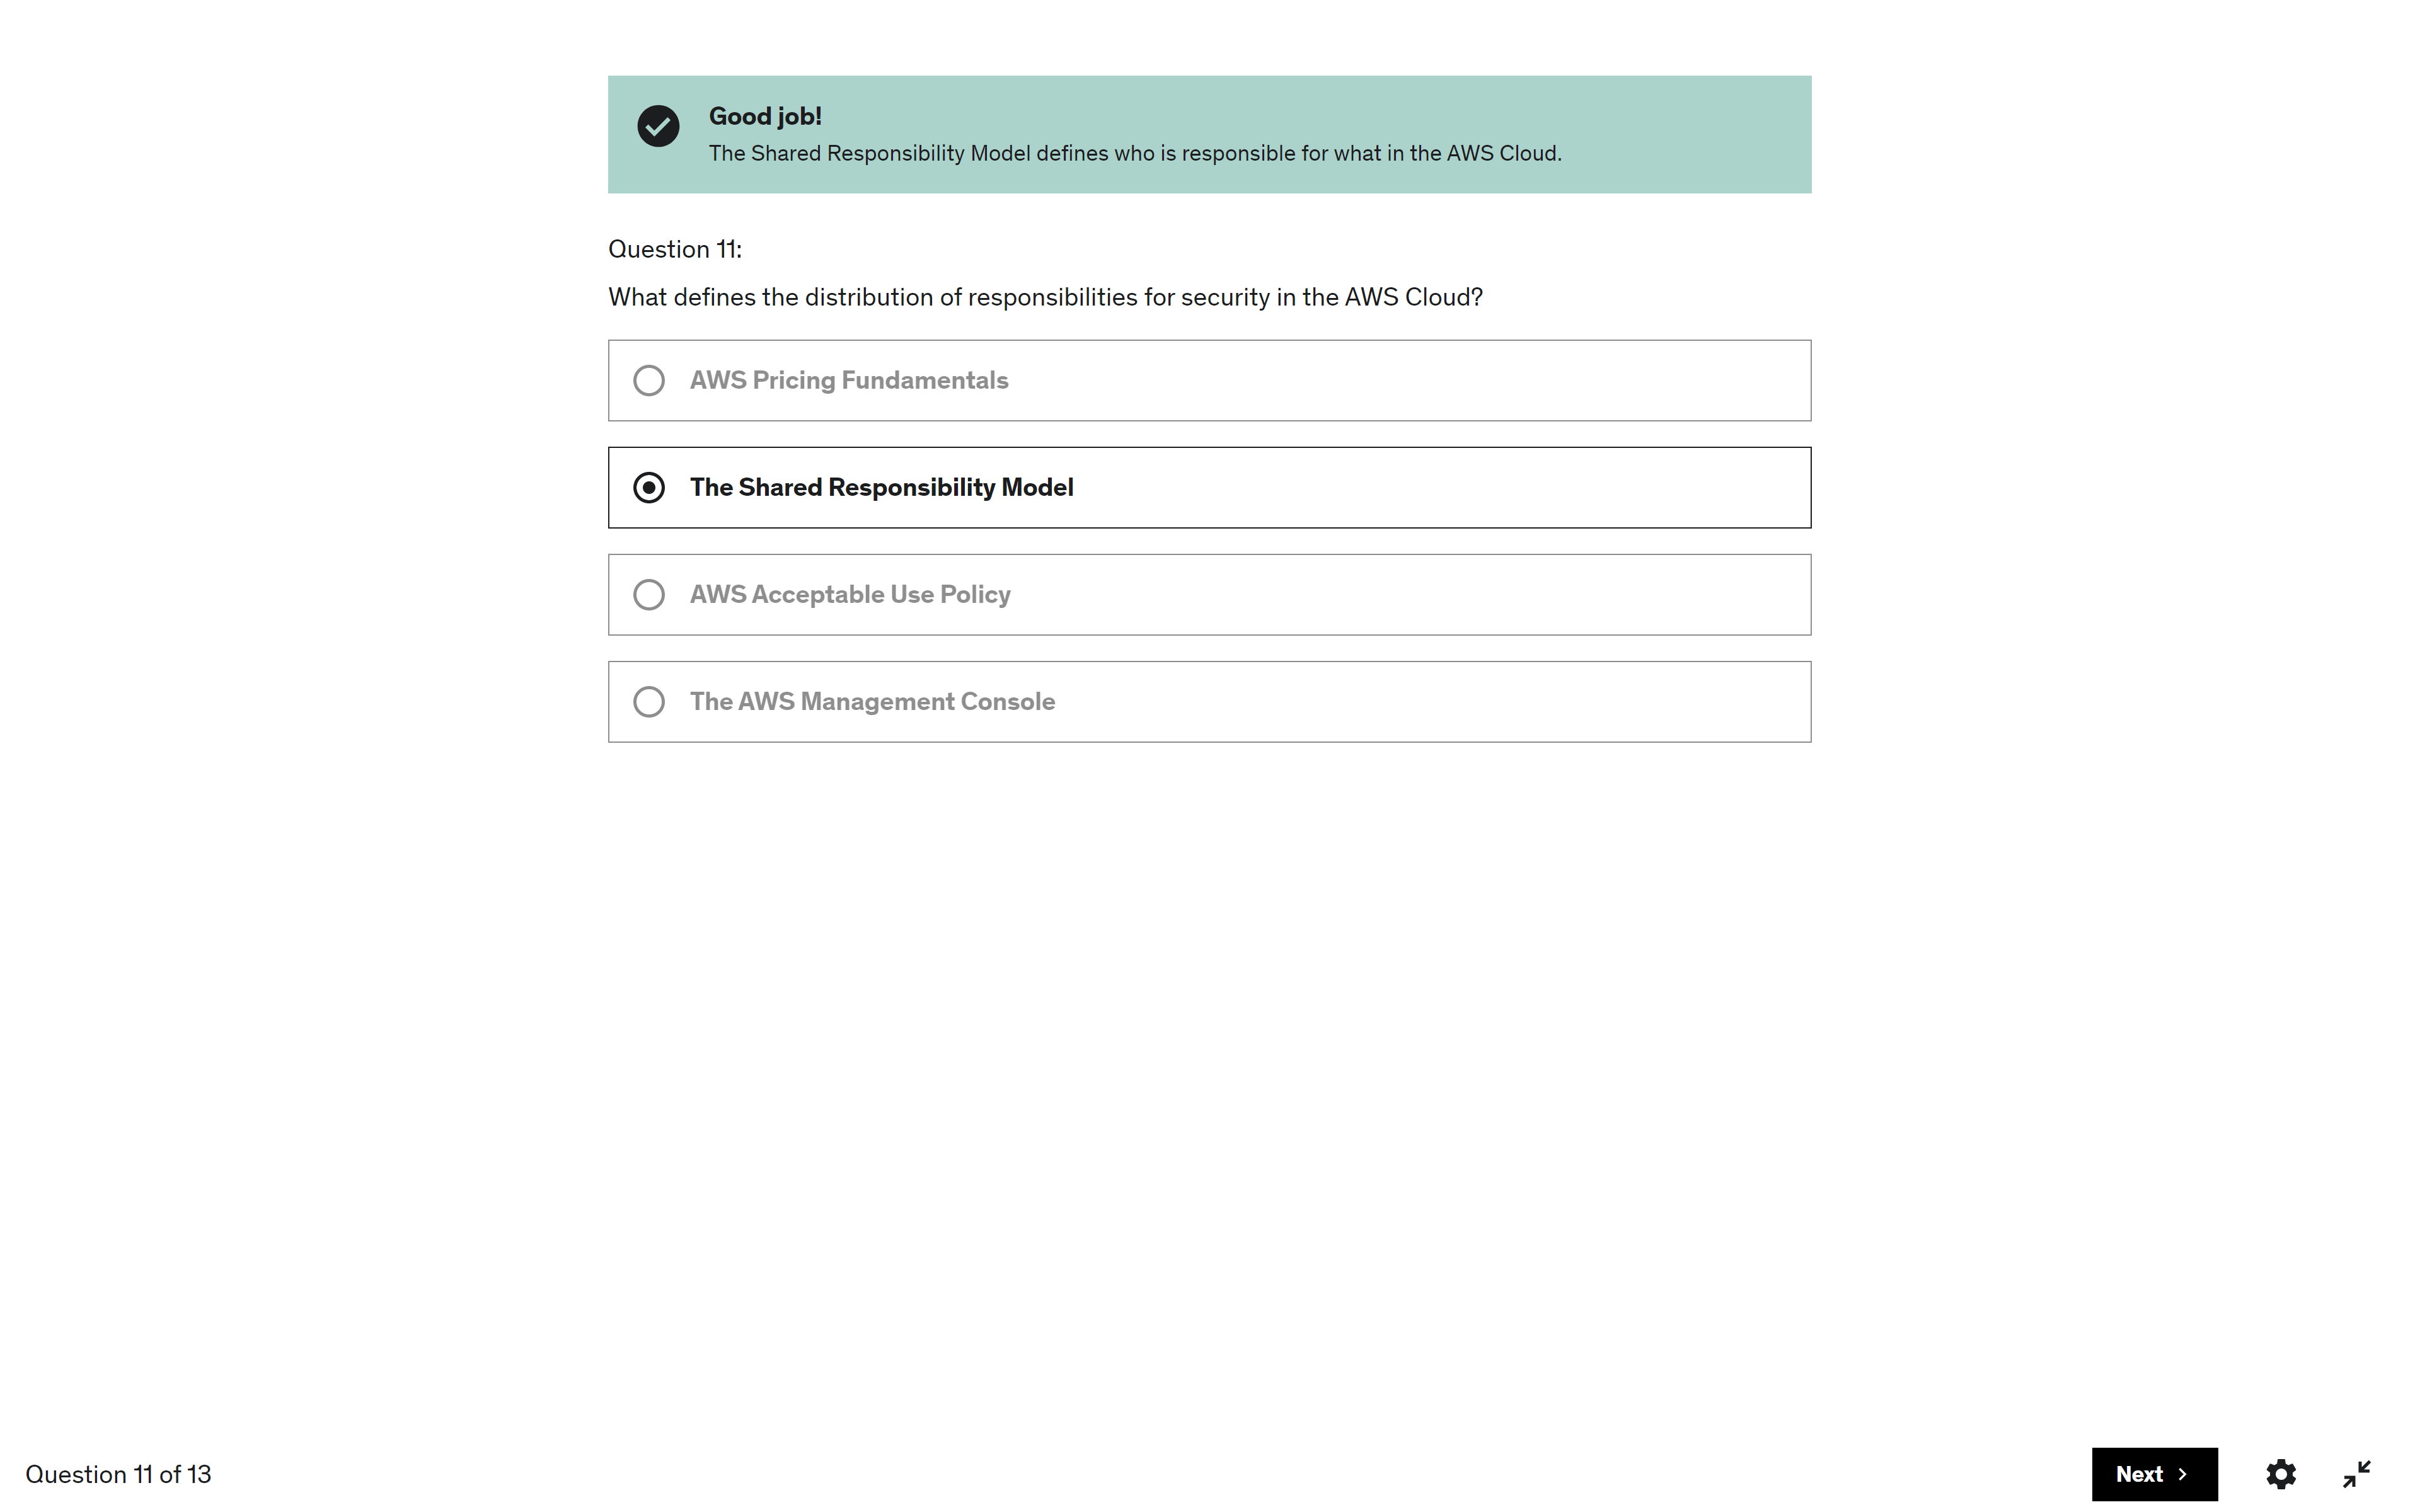 Good job!
The Shared Responsibility Model defines who is responsible for what in the AWS Cloud.
Question 11:
What defines the distribution of responsibilities for security in the AWS Cloud?
AWS Pricing Fundamentals
The Shared Responsibility Model
AWS Acceptable Use Policy
The AWS Management Console
Question 11 of 13
Next